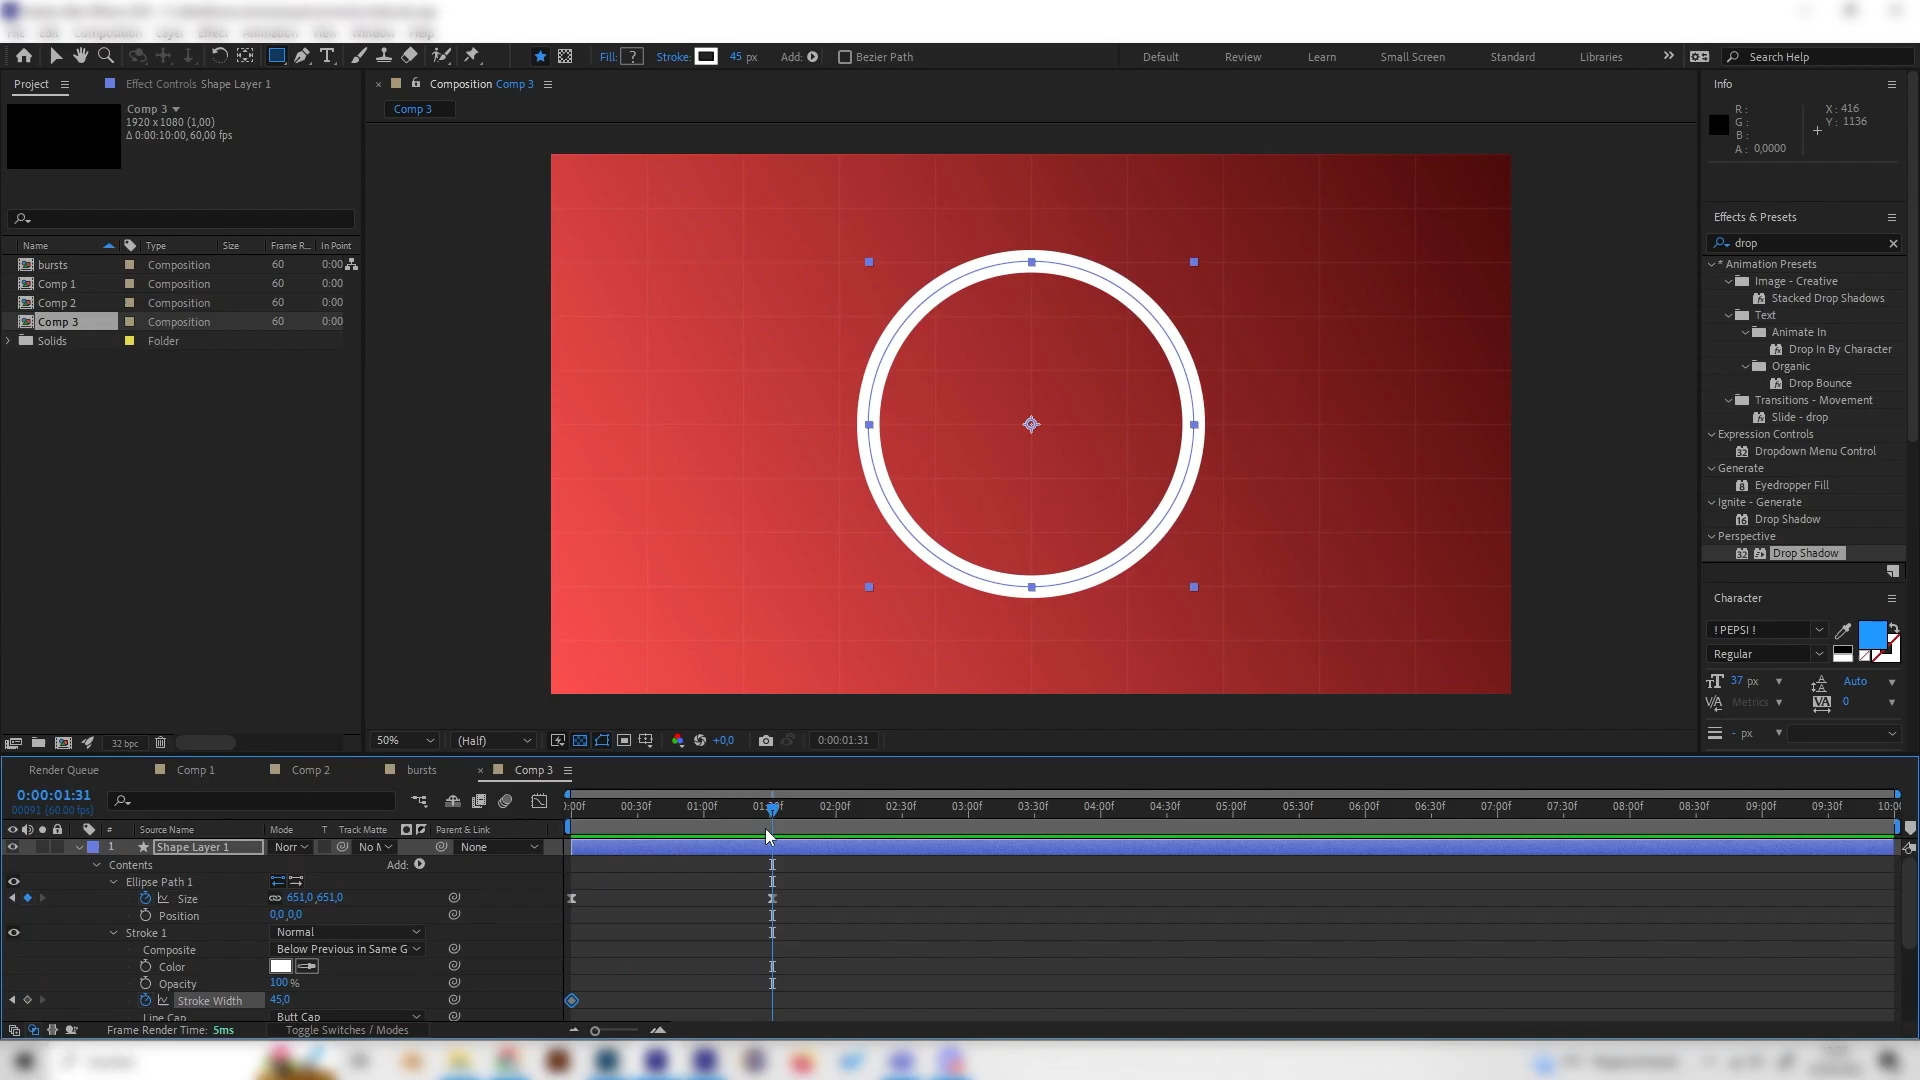 Fill: ?
Stroke:
45 px
Add:
Bezier Path
Default
Review
Learn
Small Screen
Standard
Libraries
Search Help
Project
Effect Controls Shape Layer 1
Comp 3
1920 x 1080 (1,00)
Δ 0:00:10:00, 60,00 fps
Composition Comp 3
Comp 3
Info
R :
G :
B :
A : 0,0000
X : 416
Y : 1136
Name
Type
Size
Frame R...
In Point
bursts Composition 60 0:00
Comp 1 Composition 60 0:00
Comp 2 Composition 60 0:00
Comp 3 Composition 60 0:00
Solids Folder
Effects & Presets
drop
* Animation Presets
Image - Creative
Stacked Drop Shadows
Text
Animate In
Drop In By Character
Organic
Drop Bounce
Transitions - Movement
Slide - drop
Expression Controls
Dropdown Menu Control
Generate
Eyedropper Fill
Ignite - Generate
Drop Shadow
Perspective
Drop Shadow
Character
! PEPSI !
Regular
37 px
Auto
Metrics
0
- px
32 bpc
50%
(Half)
+0,0
0:00:01:31
Render Queue
Comp 1
Comp 2
bursts
Comp 3
0:00:01:31
00091 (60.00 fps)
:00f 00:30f 01:00f 02:00f 02:30f 03:00f 03:30f 04:00f 04:30f 05:00f 05:30f 06:00f 06:30f 07:00f 07:30f 08:00f 08:30f 09:00f 09:30f 10:00
# Source Name Mode T Track Matte Parent & Link
1 Shape Layer 1 Norr No M None
Contents Add:
Ellipse Path 1
Size 651,0,651,0
Position 0,0,0,0
Stroke 1 Normal
Composite Below Previous in Same G
Color
Opacity 100 %
Stroke Width 45,0
Line Cap Butt Cap
Frame Render Time: 5ms
Toggle Switches / Modes